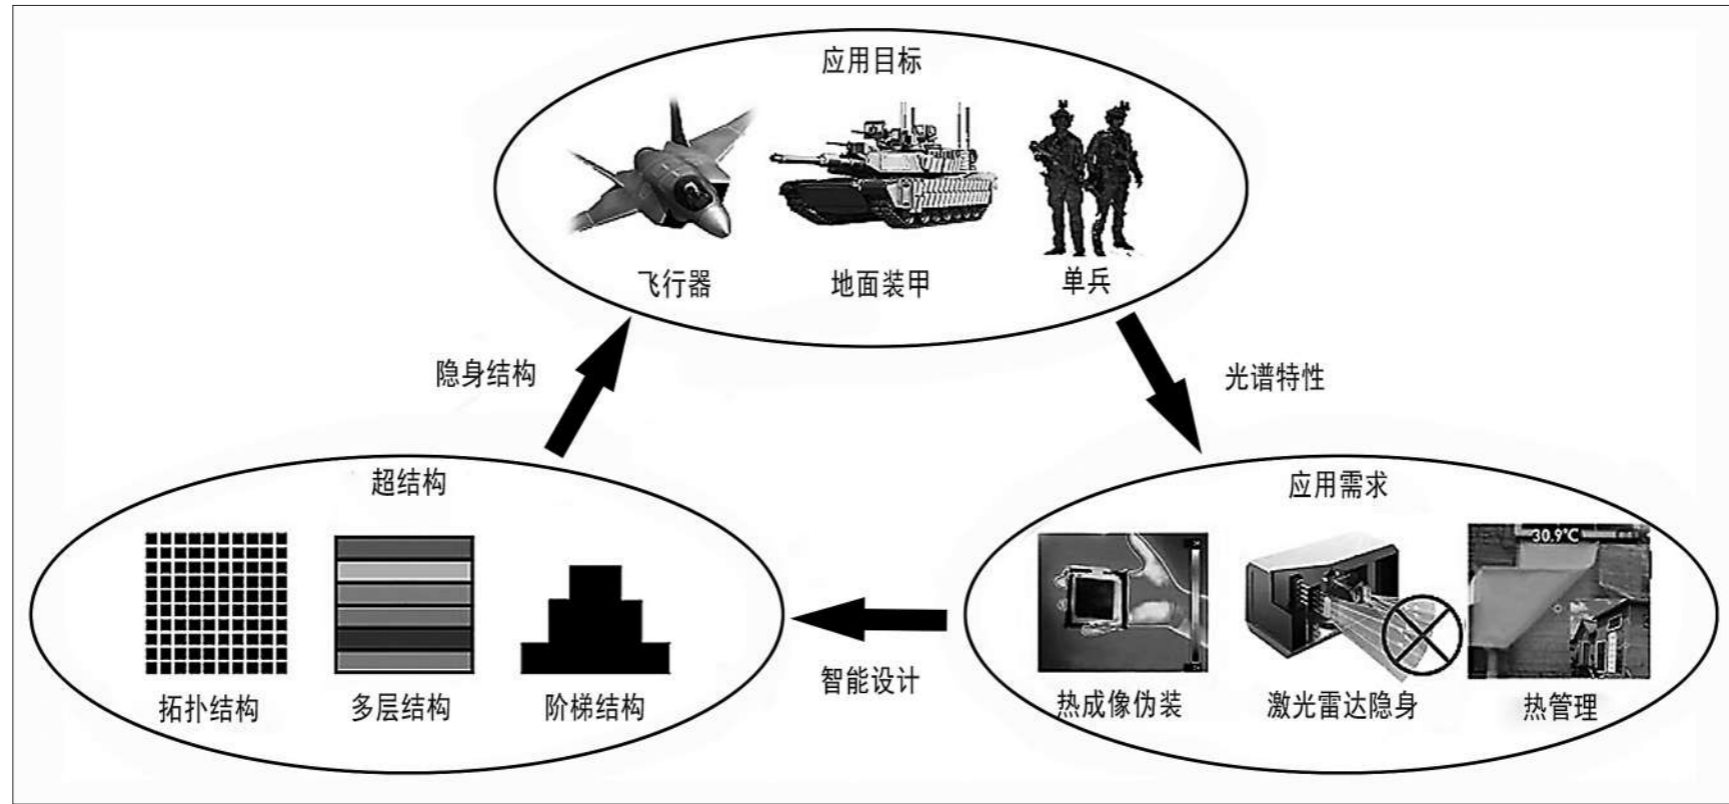 应用目标
飞行器
地面装甲
单兵
隐身结构
光谱特性
超结构
拓扑结构
多层结构
阶梯结构
智能设计
应用需求
30.9°C
热成像伪装
激光雷达隐身
热管理